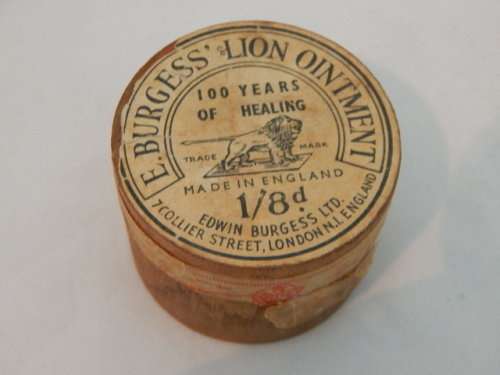 E. BURGESS' LION OINTMENT
100 YEARS
OF HEALING
TRADE MARK
MADE IN ENGLAND
1/8d
EDWIN BURGESS LTD.
7 COLLIER STREET, LONDON N.1. ENGLAND